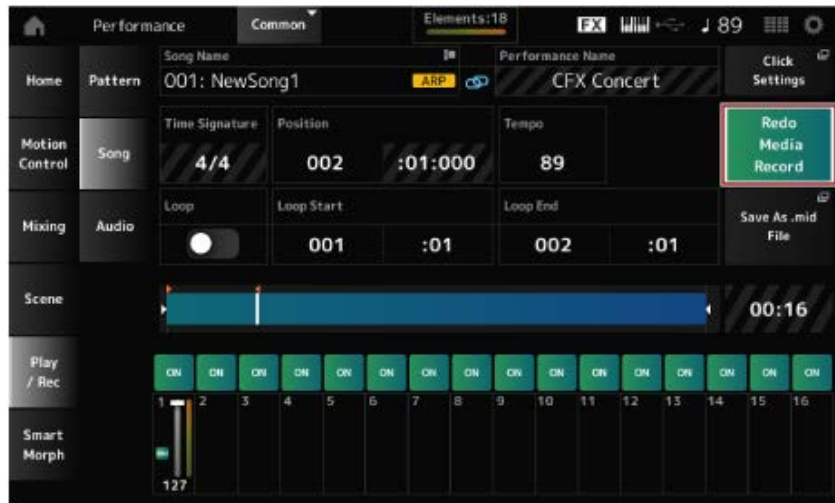 Performance Common Elements:18 FX ♩ 89
Home Pattern
Song Name
001: NewSong1 ARP
Performance Name
CFX Concert
Click
Settings
Motion
Control
Song
Time Signature Position Tempo
4/4 002 :01:000 89
Redo
Media
Record
Mixing Audio
Loop Loop Start Loop End
001 :01 002 :01
Save As .mid
File
Scene
00:16
Play
/ Rec
ON ON ON ON ON ON ON ON ON ON ON ON ON ON ON ON
1 2 3 4 5 6 7 8 9 10 11 12 13 14 15 16
Smart
Morph
127